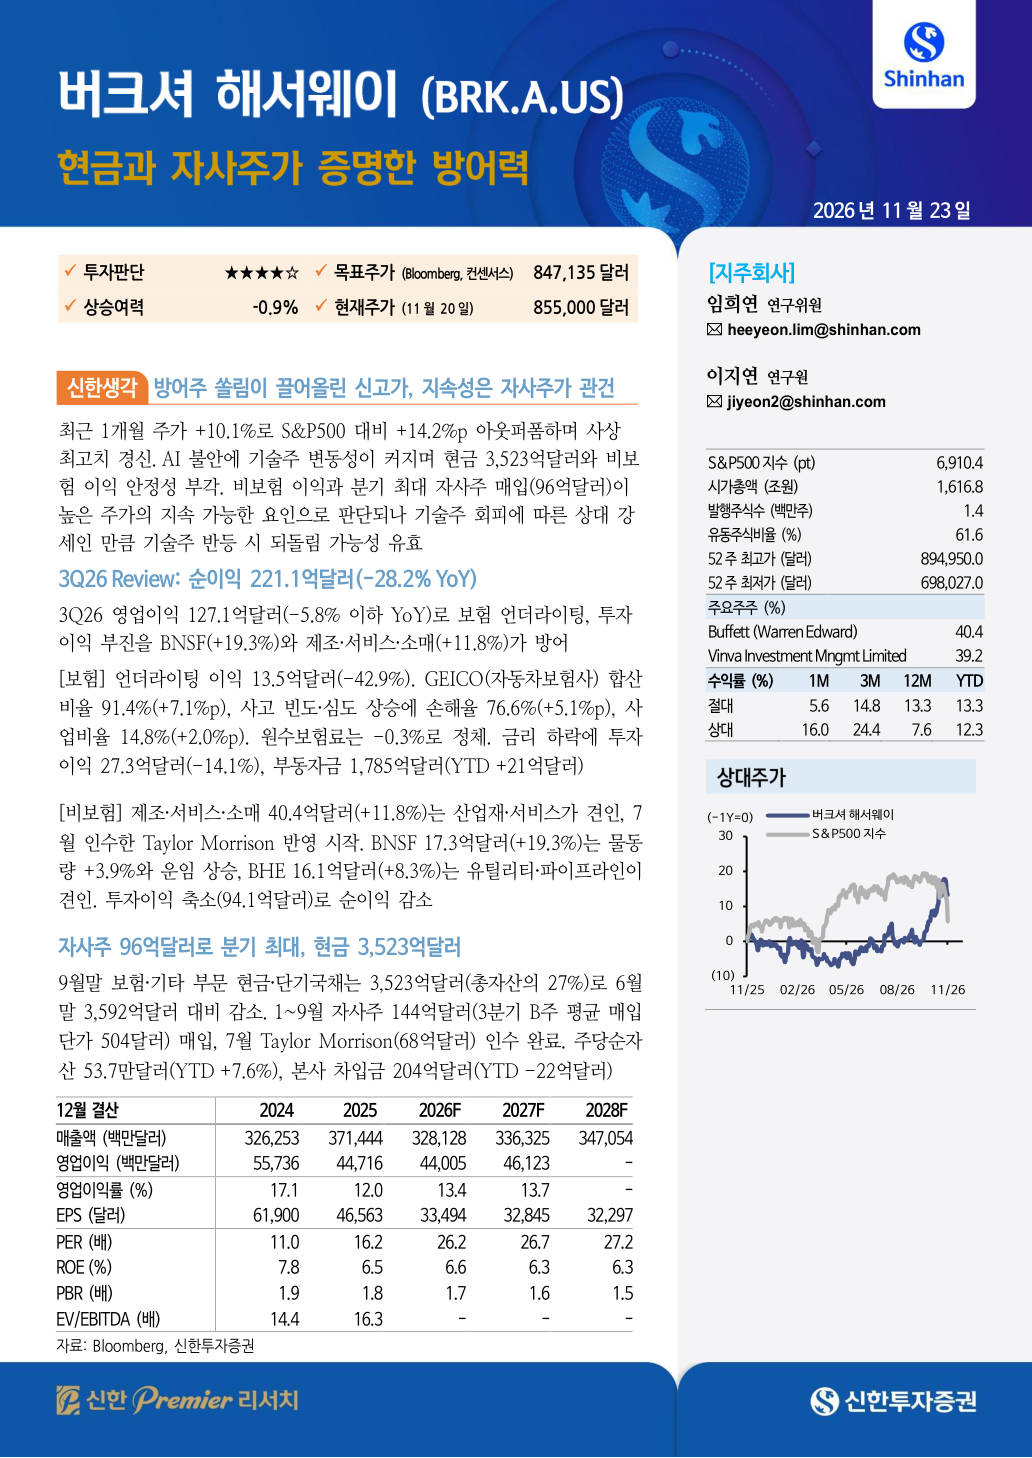 버크셔 해서웨이 (BRK.A.US)
현금과 자사주가 증명한 방어력
Shinhan
2026년 11월 23일
투자판단 ★★★★☆ 목표주가 (Bloomberg, 컨센서스) 847,135 달러
상승여력 -0.9% 현재주가 (11월 20일) 855,000 달러
신한생각 방어주 쏠림이 끌어올린 신고가, 지속성은 자사주가 관건
최근 1개월 주가 +10.1%로 S&P500 대비 +14.2%p 아웃퍼폼하며 사상
최고치 경신. AI 불안에 기술주 변동성이 커지며 현금 3,523억달러와 비보
험 이익 안정성 부각. 비보험 이익과 분기 최대 자사주 매입(96억달러)이
높은 주가의 지속 가능한 요인으로 판단되나 기술주 회피에 따른 상대 강
세인 만큼 기술주 반등 시 되돌림 가능성 유효
3Q26 Review: 순이익 221.1억달러(-28.2% YoY)
3Q26 영업이익 127.1억달러(-5.8% 이하 YoY)로 보험 언더라이팅, 투자
이익 부진을 BNSF(+19.3%)와 제조·서비스·소매(+11.8%)가 방어
[보험] 언더라이팅 이익 13.5억달러(-42.9%). GEICO(자동차보험사) 합산
비율 91.4%(+7.1%p), 사고 빈도·심도 상승에 손해율 76.6%(+5.1%p), 사
업비율 14.8%(+2.0%p). 원수보험료는 -0.3%로 정체. 금리 하락에 투자
이익 27.3억달러(-14.1%), 부동자금 1,785억달러(YTD +21억달러)
[비보험] 제조·서비스·소매 40.4억달러(+11.8%)는 산업재·서비스가 견인, 7
월 인수한 Taylor Morrison 반영 시작. BNSF 17.3억달러(+19.3%)는 물동
량 +3.9%와 운임 상승, BHE 16.1억달러(+8.3%)는 유틸리티·파이프라인이
견인. 투자이익 축소(94.1억달러)로 순이익 감소
자사주 96억달러로 분기 최대, 현금 3,523억달러
9월말 보험·기타 부문 현금·단기국채는 3,523억달러(총자산의 27%)로 6월
말 3,592억달러 대비 감소. 1~9월 자사주 144억달러(3분기 B주 평균 매입
단가 504달러) 매입, 7월 Taylor Morrison(68억달러) 인수 완료. 주당순자
산 53.7만달러(YTD +7.6%), 본사 차입금 204억달러(YTD -22억달러)
12월 결산 2024 2025 2026F 2027F 2028F
매출액 (백만달러) 326,253 371,444 328,128 336,325 347,054
영업이익 (백만달러) 55,736 44,716 44,005 46,123 -
영업이익률 (%) 17.1 12.0 13.4 13.7 -
EPS (달러) 61,900 46,563 33,494 32,845 32,297
PER (배) 11.0 16.2 26.2 26.7 27.2
ROE (%) 7.8 6.5 6.6 6.3 6.3
PBR (배) 1.9 1.8 1.7 1.6 1.5
EV/EBITDA (배) 14.4 16.3 - - -
자료: Bloomberg, 신한투자증권
[지주회사]
임희연 연구위원
heeyeon.lim@shinhan.com
이지연 연구원
jiyeon2@shinhan.com
S&P500 지수 (pt) 6,910.4
시가총액 (조원) 1,616.8
발행주식수 (백만주) 1.4
유동주식비율 (%) 61.6
52주 최고가 (달러) 894,950.0
52주 최저가 (달러) 698,027.0
주요주주 (%)
Buffett (Warren Edward) 40.4
Vinva Investment Mngmt Limited 39.2
수익률 (%) 1M 3M 12M YTD
절대 5.6 14.8 13.3 13.3
상대 16.0 24.4 7.6 12.3
상대주가
(-1Y=0) 버크셔 해서웨이
S&P500 지수
30
20
10
0
(10)
11/25 02/26 05/26 08/26 11/26
신한 Premier 리서치
신한투자증권